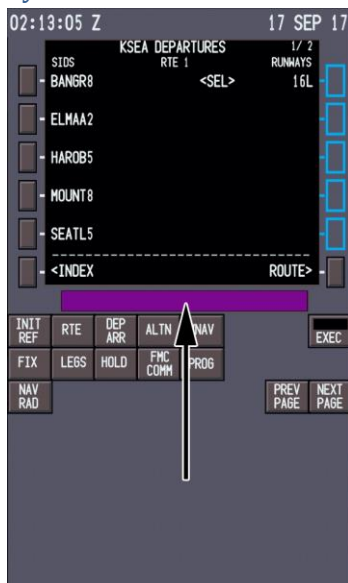 02:13:05 Z 17 SEP 17
KSEA DEPARTURES 1/ 2
SIDS RTE 1 RUNWAYS
BANGR8 <SEL> 16L
ELMAA2
HAROB5
MOUNT8
SEATL5
<INDEX ROUTE>
INIT REF RTE DEP ARR ALTN EXEC
FIX LEGS HOLD FMC COMM PROG
NAV RAD PREV PAGE NEXT PAGE